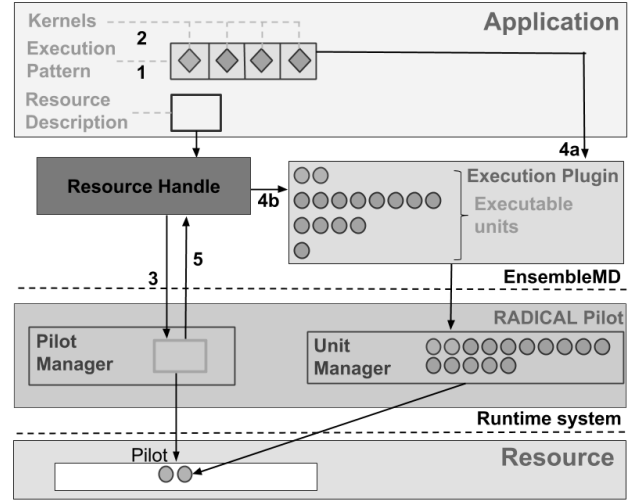 Kernels
Application
2
Execution
Pattern
1
Resource
Description
4a
Resource Handle
4b
Execution Plugin
Executable
units
3
5
EnsembleMD
RADICAL Pilot
Pilot
Manager
Unit
Manager
Runtime system
Resource
Pilot